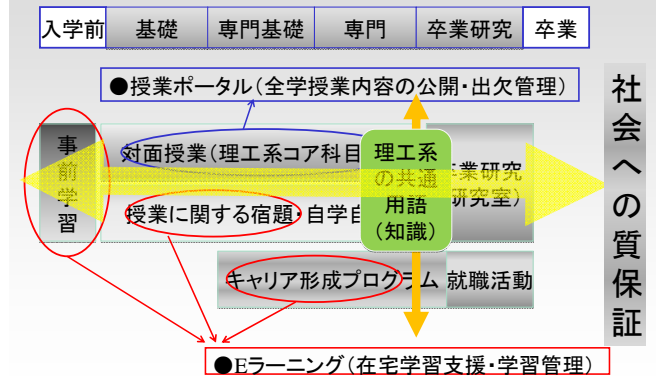 入学前 基礎 専門基礎 専門 卒業研究 卒業
●授業ポータル(全学授業内容の公開・出欠管理)
社会への質保証
事前学習
対面授業(理工系コア科目
理工系
の共通
用語
(知識)
卒業研究
研究室)
授業に関する宿題・自学自
キャリア形成プログラム 就職活動
●Eラーニング(在宅学習支援・学習管理)